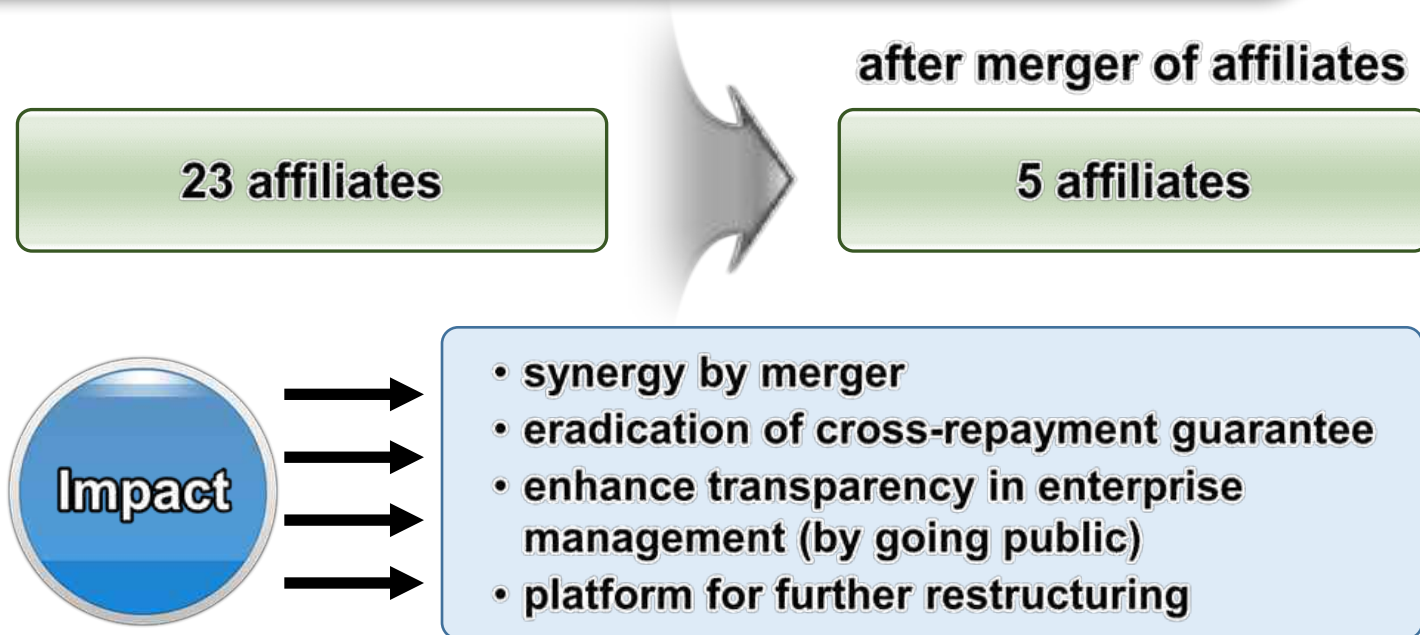 after merger of affiliates
23 affiliates
5 affiliates
Impact
• synergy by merger
• eradication of cross-repayment guarantee
• enhance transparency in enterprise
management (by going public)
• platform for further restructuring